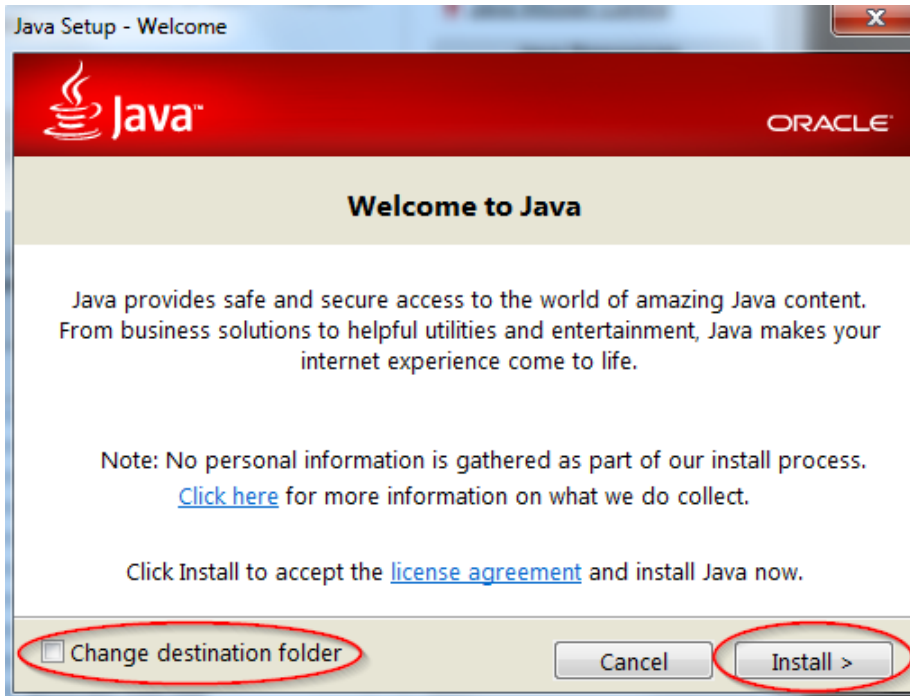 Java Setup - Welcome
Java™
ORACLE
Welcome to Java
Java provides safe and secure access to the world of amazing Java content.
From business solutions to helpful utilities and entertainment, Java makes your
internet experience come to life.
Note: No personal information is gathered as part of our install process.
Click here for more information on what we do collect.
Click Install to accept the license agreement and install Java now.
Change destination folder
Cancel
Install >